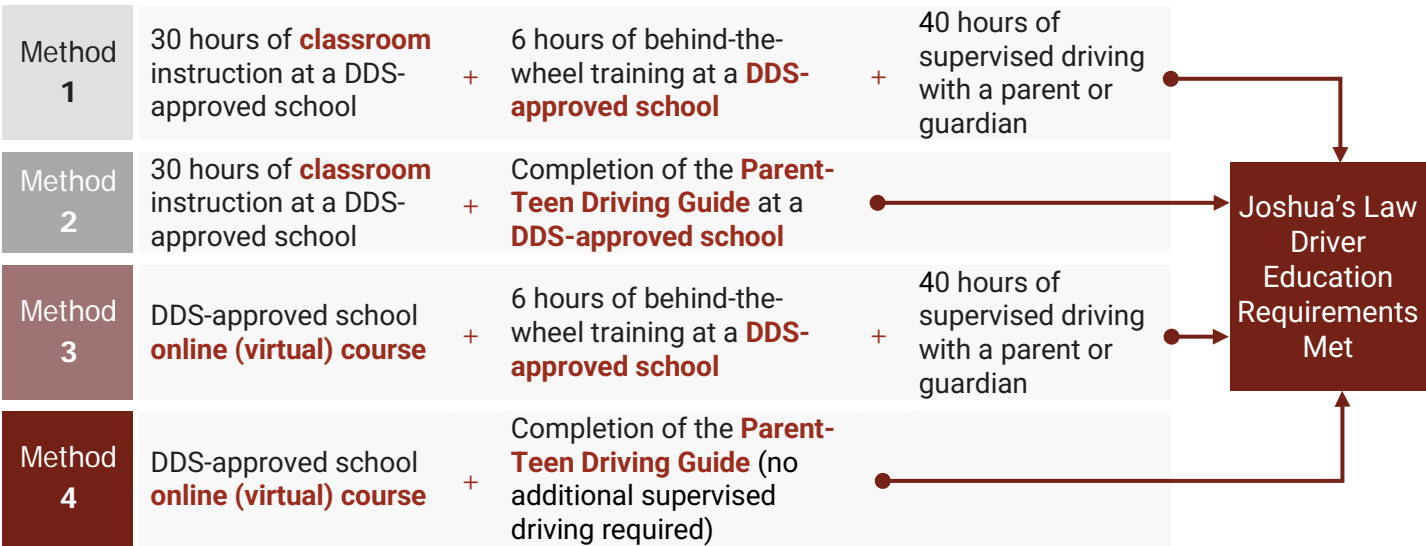 Method
1
30 hours of classroom
instruction at a DDS-
approved school
+
6 hours of behind-the-
wheel training at a DDS-
approved school
+
40 hours of
supervised driving
with a parent or
guardian
Method
2
30 hours of classroom
instruction at a DDS-
approved school
+
Completion of the Parent-
Teen Driving Guide at a
DDS-approved school
Method
3
DDS-approved school
online (virtual) course
+
6 hours of behind-the-
wheel training at a DDS-
approved school
+
40 hours of
supervised driving
with a parent or
guardian
Method
4
DDS-approved school
online (virtual) course
+
Completion of the Parent-
Teen Driving Guide (no
additional supervised
driving required)
Joshua's Law
Driver
Education
Requirements
Met